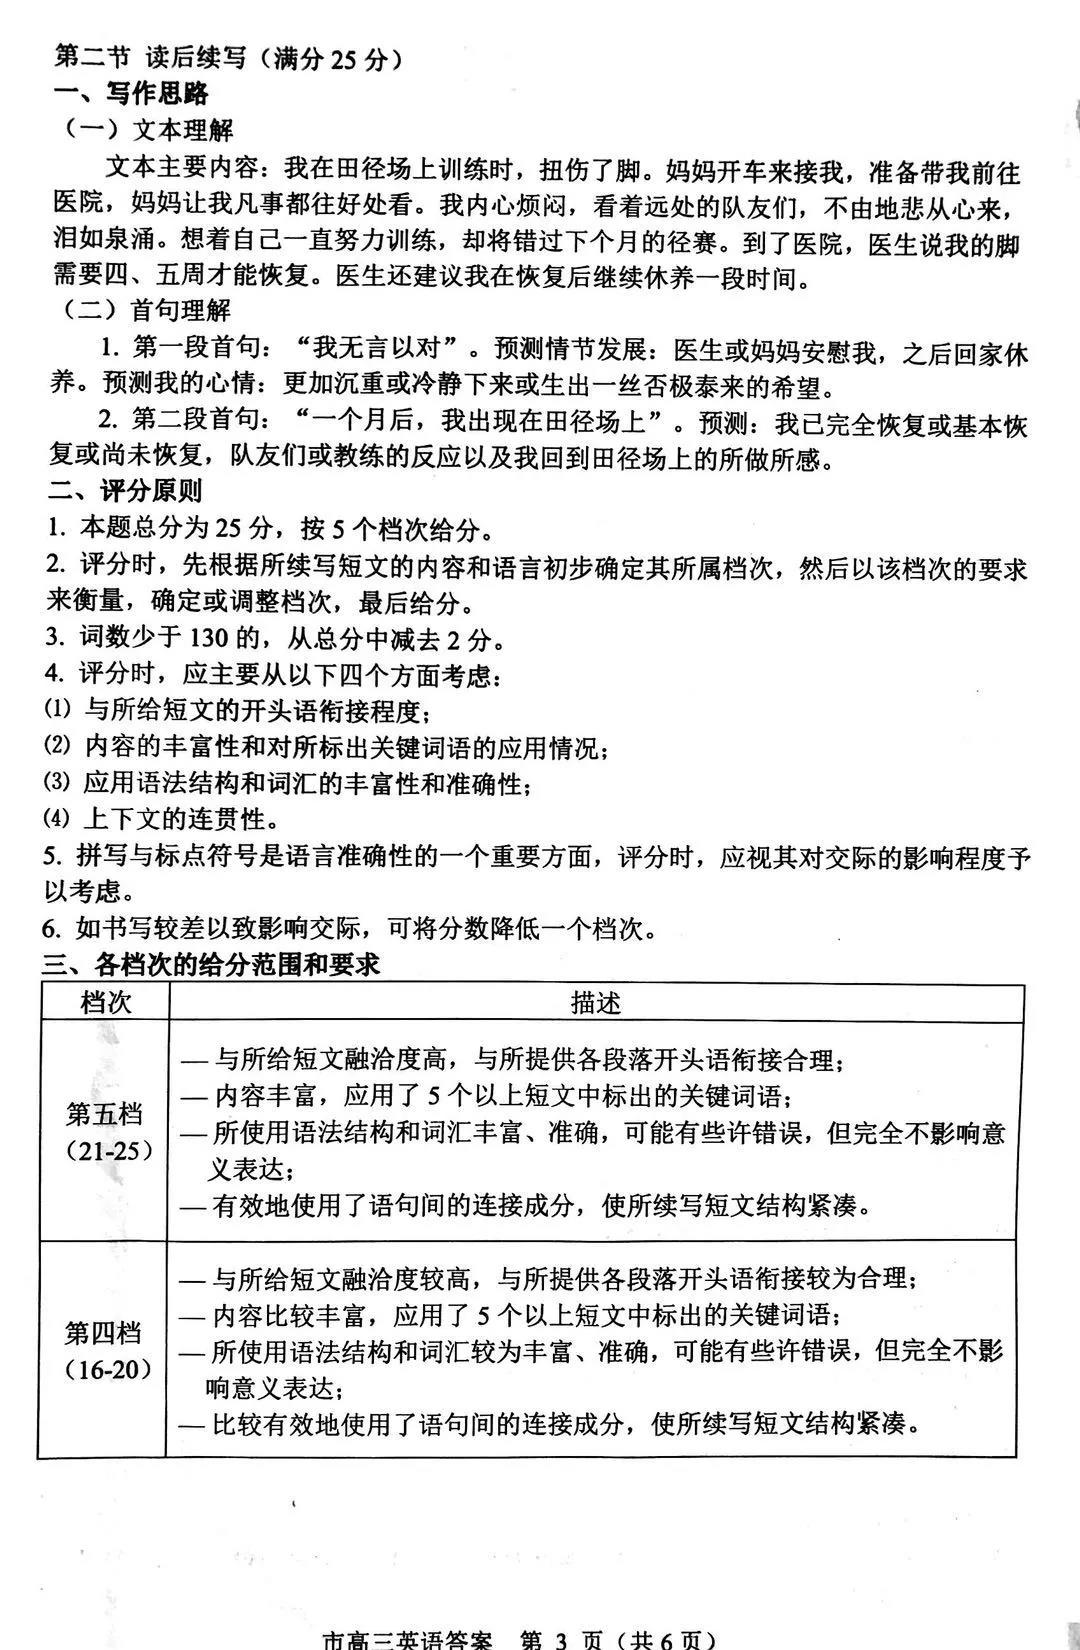 第二节 读后续写（满分 25 分）
一、写作思路
（一）文本理解
文本主要内容：我在田径场上训练时，扭伤了脚。妈妈开车来接我，准备带我前往
医院，妈妈让我凡事都往好处看。我内心烦闷，看着远处的队友们，不由地悲从心来，
泪如泉涌。想着自己一直努力训练，却将错过下个月的径赛。到了医院，医生说我的脚
需要四、五周才能恢复。医生还建议我在恢复后继续休养一段时间。
（二）首句理解
1. 第一段首句：“我无言以对”。预测情节发展：医生或妈妈安慰我，之后回家休
养。预测我的心情：更加沉重或冷静下来或生出一丝否极泰来的希望。
2. 第二段首句：“一个月后，我出现在田径场上”。预测：我已完全恢复或基本恢
复或尚未恢复，队友们或教练的反应以及我回到田径场上的所做所感。
二、评分原则
1. 本题总分为 25 分，按 5 个档次给分。
2. 评分时，先根据所续写短文的内容和语言初步确定其所属档次，然后以该档次的要求
来衡量，确定或调整档次，最后给分。
3. 词数少于 130 的，从总分中减去 2 分。
4. 评分时，应主要从以下四个方面考虑：
⑴ 与所给短文的开头语衔接程度；
⑵ 内容的丰富性和对所标出关键词语的应用情况；
⑶ 应用语法结构和词汇的丰富性和准确性；
⑷ 上下文的连贯性。
5. 拼写与标点符号是语言准确性的一个重要方面，评分时，应视其对交际的影响程度予
以考虑。
6. 如书写较差以致影响交际，可将分数降低一个档次。
三、各档次的给分范围和要求
档次 描述
第五档
（21-25）
— 与所给短文融洽度高，与所提供各段落开头语衔接合理；
— 内容丰富，应用了 5 个以上短文中标出的关键词语；
— 所使用语法结构和词汇丰富、准确，可能有些许错误，但完全不影响意
义表达；
— 有效地使用了语句间的连接成分，使所续写短文结构紧凑。
第四档
（16-20）
— 与所给短文融洽度较高，与所提供各段落开头语衔接较为合理；
— 内容比较丰富，应用了 5 个以上短文中标出的关键词语；
— 所使用语法结构和词汇较为丰富、准确，可能有些许错误，但完全不影
响意义表达；
— 比较有效地使用了语句间的连接成分，使所续写短文结构紧凑。
市高三英语答案 第 3 页（共 6 页）